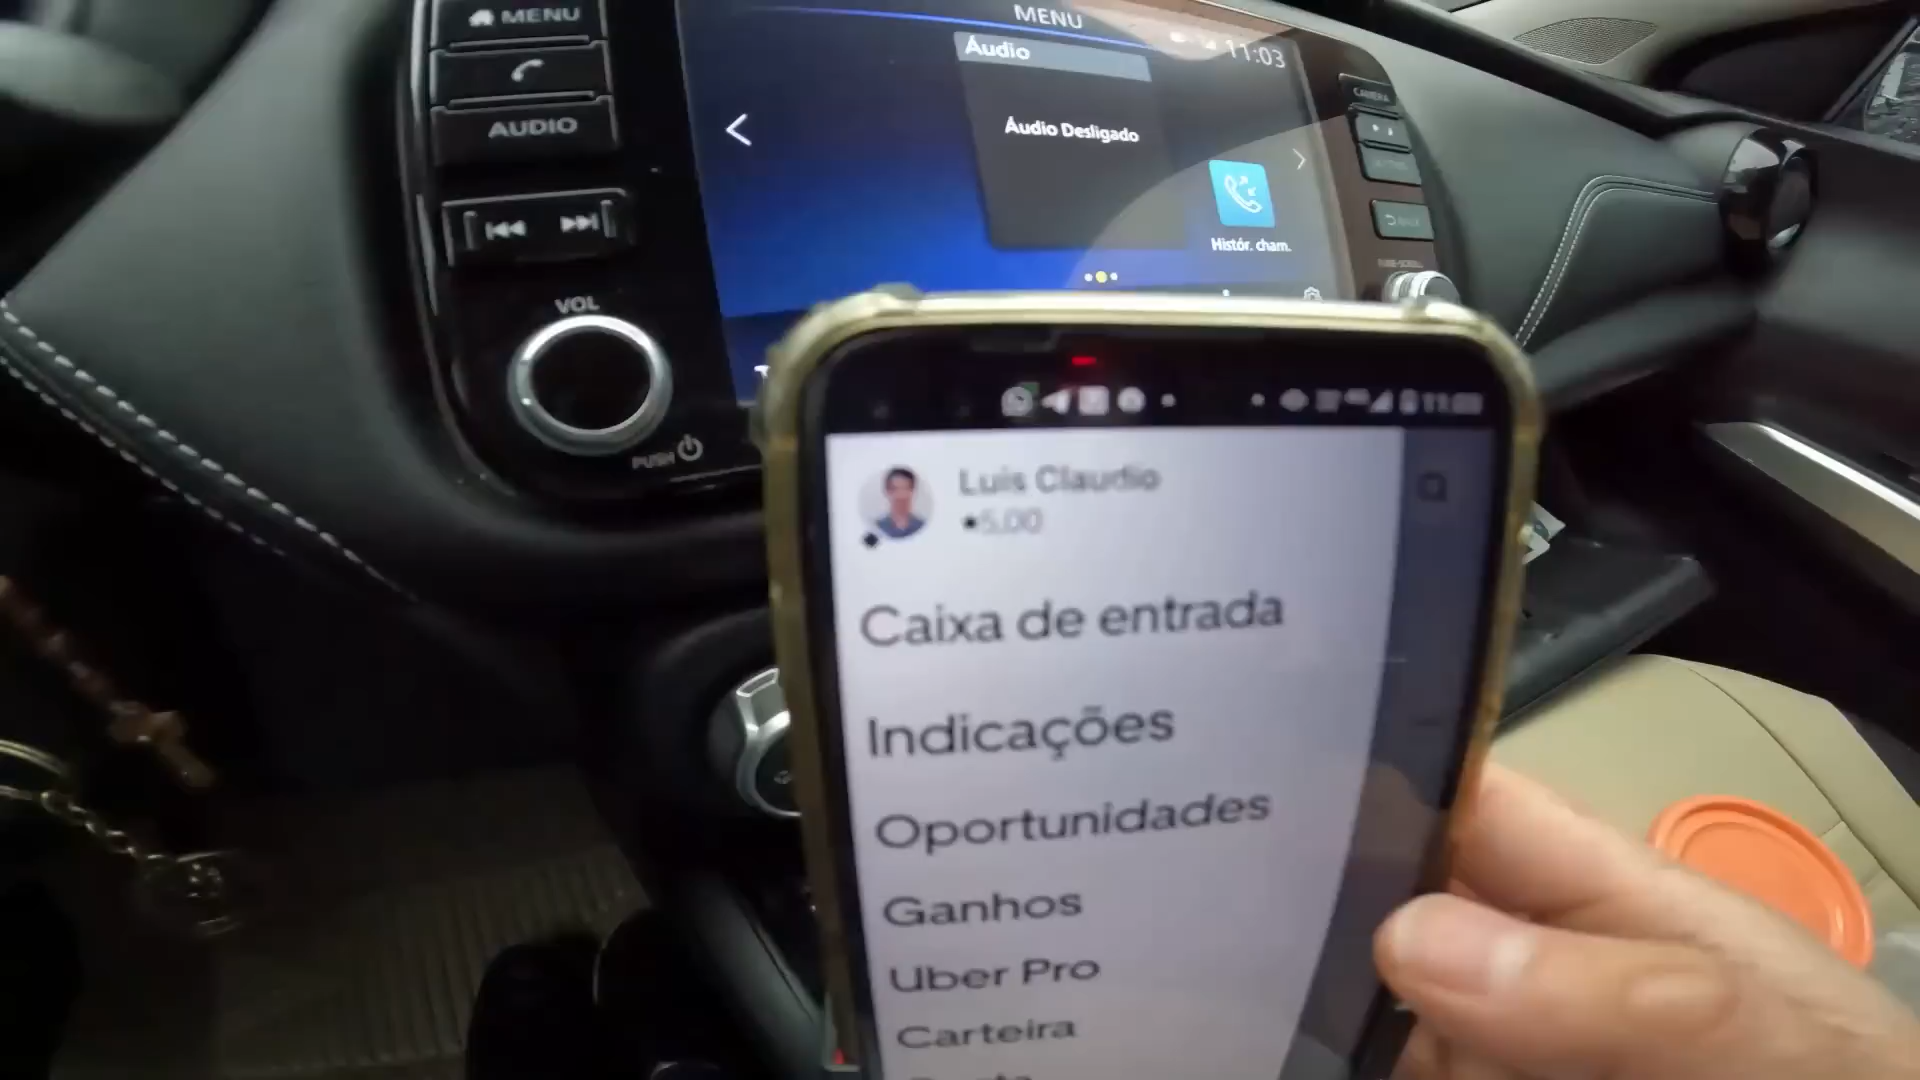 MENU
AUDIO
VOL
PUSH
MENU
Áudio
11:03
Áudio Desligado
Histór. cham.
CAMERA
Luis Claudio
5.00
Caixa de entrada
Indicações
Oportunidades
Ganhos
Uber Pro
Carteira